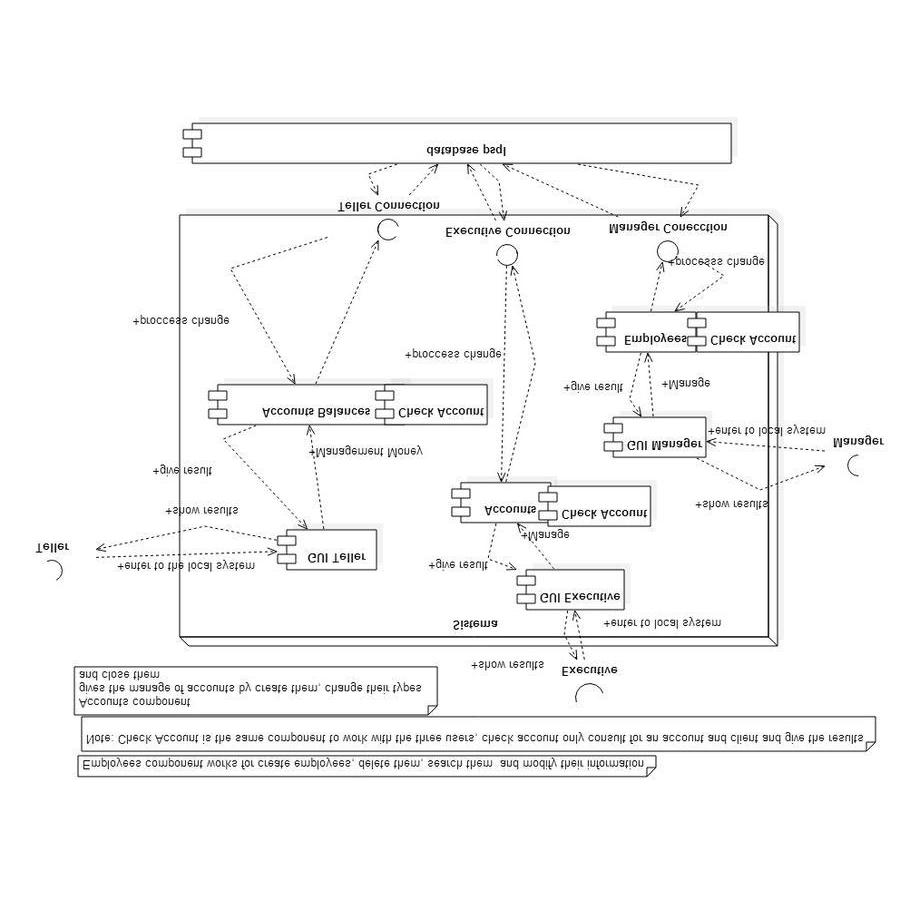 Employees component works for create employees, delete them, search them and modify their information
Note: Check Account is the same component to work with the three users, check account only consult for an account and client and give the results
Accounts component
gives the manage of accounts by create them, change their types
and close them
Executive
+show results
Sistema
+enter to local system
GUI Executive
+give result
+enter to the local system
GUI Teller
Teller
+Manage
Accounts
Check Account
+show results
+show results
+give result
+Management Money
Manager
GUI Manager
+enter to local system
Accounts Balances
Check Account
+give result
+Manage
+proccess change
Employees
Check Account
+proccess change
+processs change
Executive Connection
Manager Conecction
Teller Connection
database psql